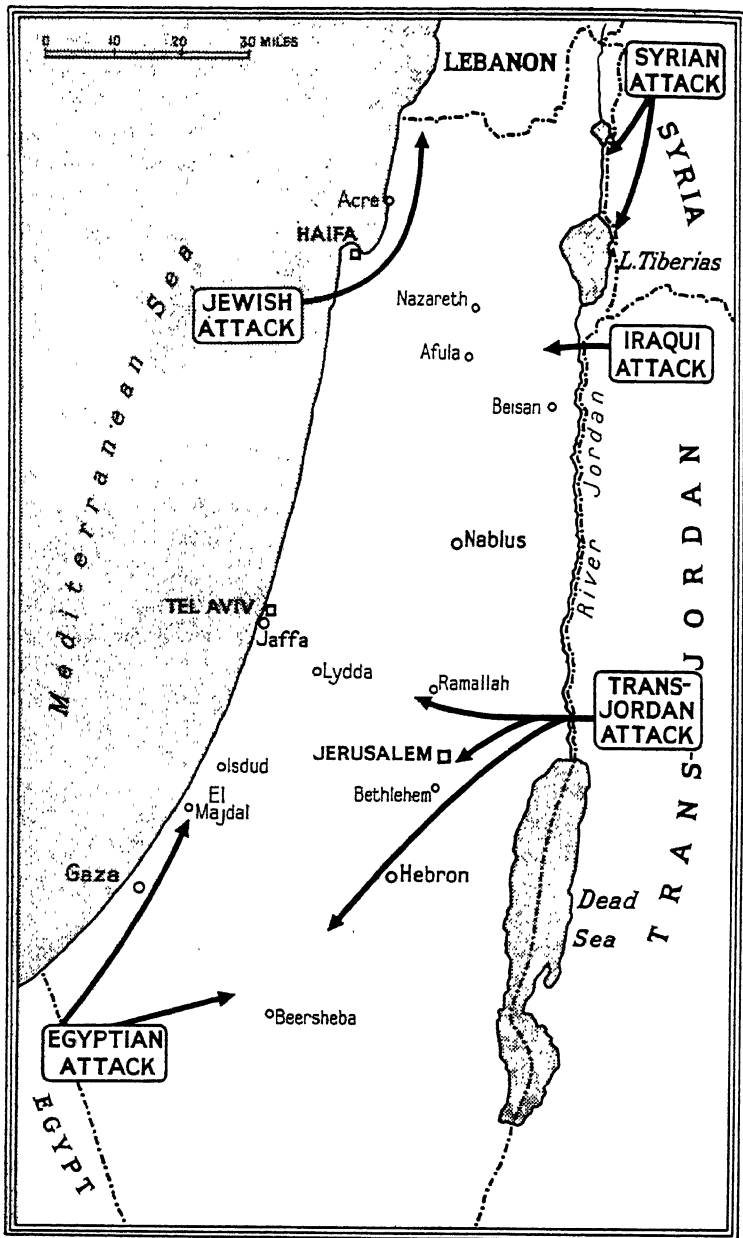 0 10 20 30 MILES
LEBANON
SYRIAN
ATTACK
SYRIA
Acre
HAIFA
L. Tiberias
JEWISH
ATTACK
Nazareth
IRAQUI
ATTACK
Afula
Beisan
Mediterranean Sea
River Jordan
TRANS-JORDAN
Nablus
TEL AVIV
Jaffa
Lydda
Ramallah
TRANS-
JORDAN
ATTACK
JERUSALEM
Isdud
Bethlehem
El
Majdal
Gaza
Hebron
Dead
Sea
Beersheba
EGYPTIAN
ATTACK
EGYPT